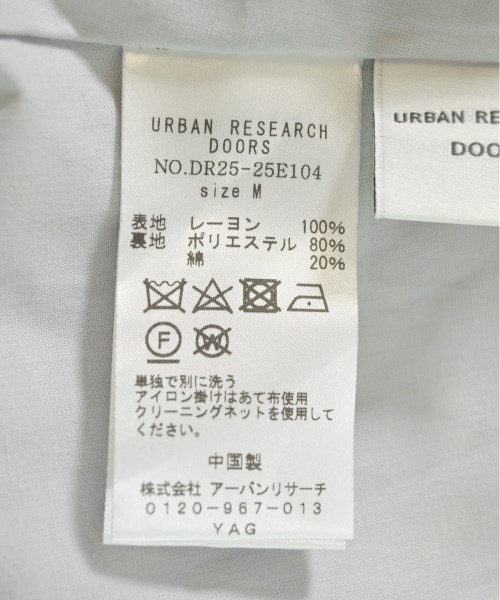 URBAN RESEARCH
DOORS
NO.DR25-25E104
size M
表地 レーヨン 100%
裏地 ポリエステル 80%
綿 20%
F W
単独で別に洗う
アイロン掛けはあて布使用
クリーニングネットを使用して
ください。
中国製
株式会社 アーバンリサーチ
0120-967-013
YAG
URBAN RE
DOO